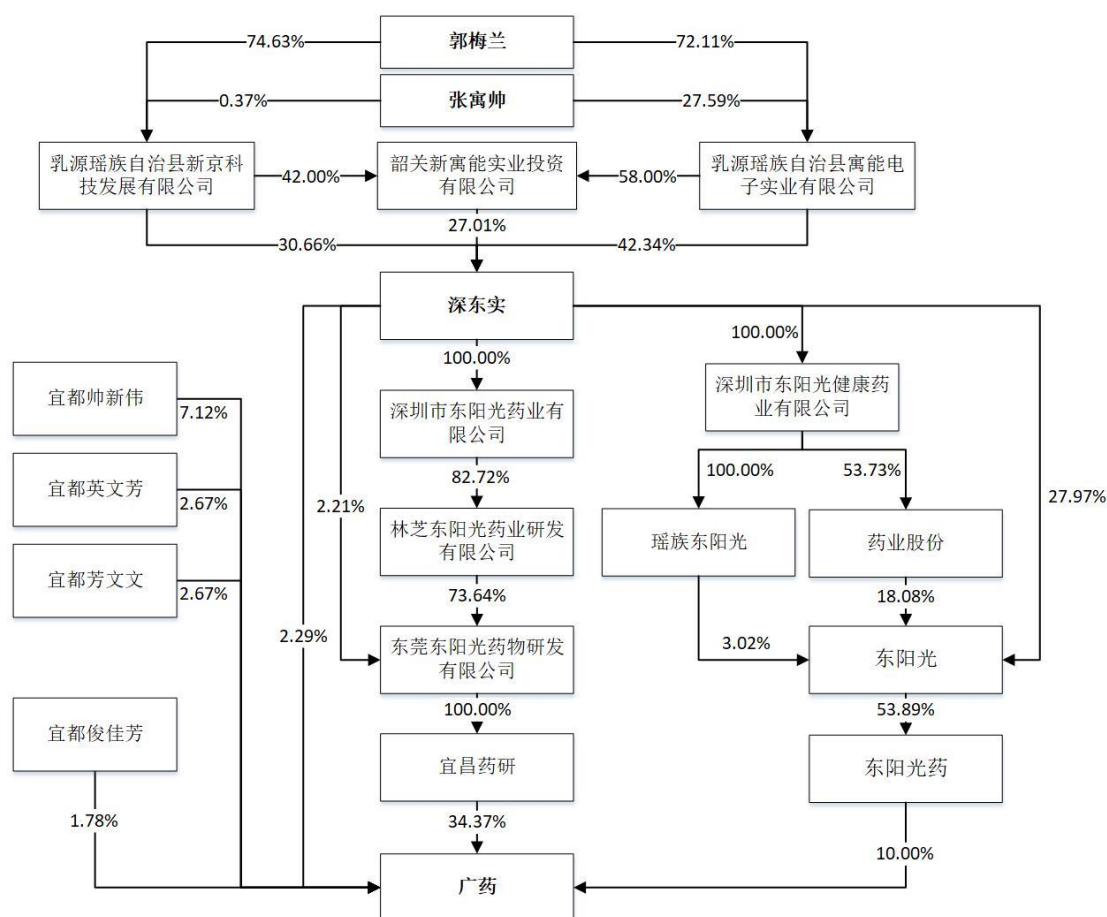 74.63%
郭梅兰
72.11%
0.37%
张寓帅
27.59%
乳源瑶族自治县新京科
技发展有限公司
42.00%
韶关新寓能实业投资
有限公司
58.00%
乳源瑶族自治县寓能电
子实业有限公司
27.01%
30.66%
42.34%
深东实
100.00%
100.00%
宜都帅新伟
7.12%
深圳市东阳光药业有
限公司
深圳市东阳光健康药
业有限公司
82.72%
100.00%
53.73%
宜都英文芳
2.67%
2.21%
27.97%
林芝东阳光药业研发
有限公司
瑶族东阳光
药业股份
宜都芳文文
2.67%
73.64%
18.08%
2.29%
东莞东阳光药物研发
有限公司
3.02%
东阳光
100.00%
53.89%
宜都俊佳芳
宜昌药研
东阳光药
1.78%
34.37%
10.00%
广药